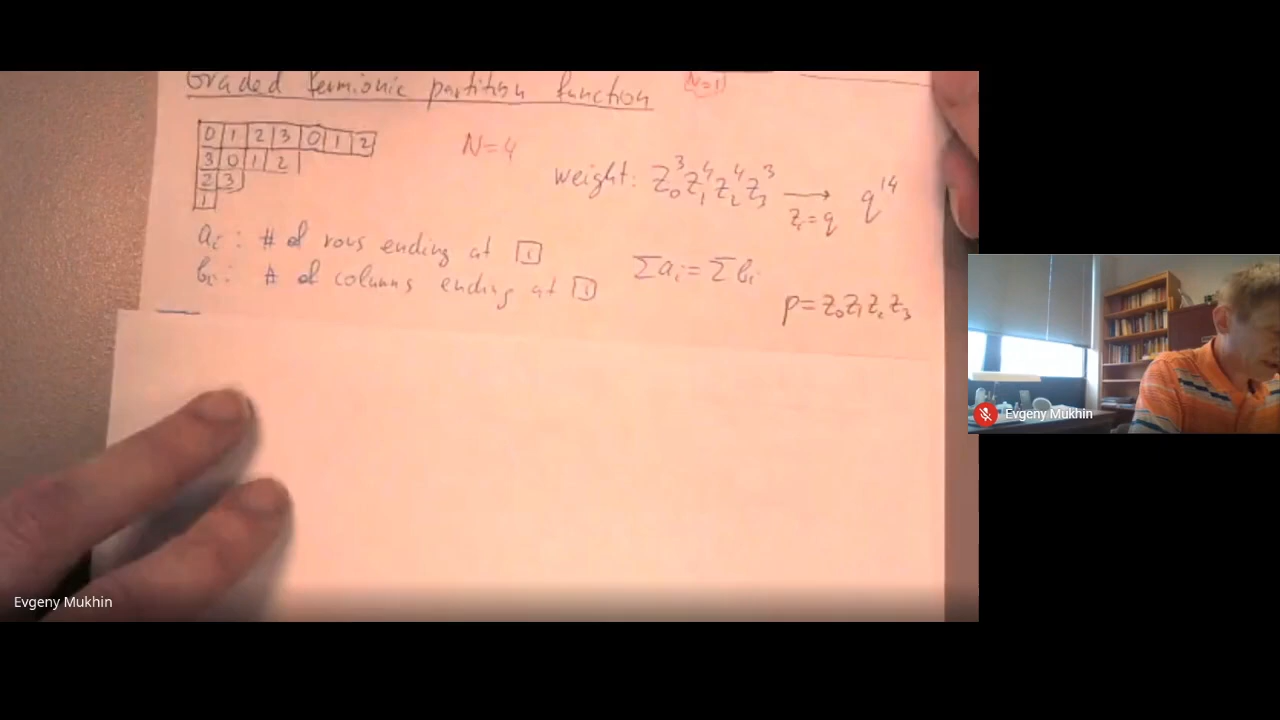 Graded fermionic partition function
N=1
0 1 2 3 0 1 2
3 0 1 2
2 3
1
N=4
weight: z_0^3 z_1^4 z_2^4 z_3^3 → q^14
z_i = q
a_i : # of rows ending at i
b_i : # of columns ending at i
Σa_i = Σb_i
p = z_0 z_1 z_2 z_3
Evgeny Mukhin
Evgeny Mukhin